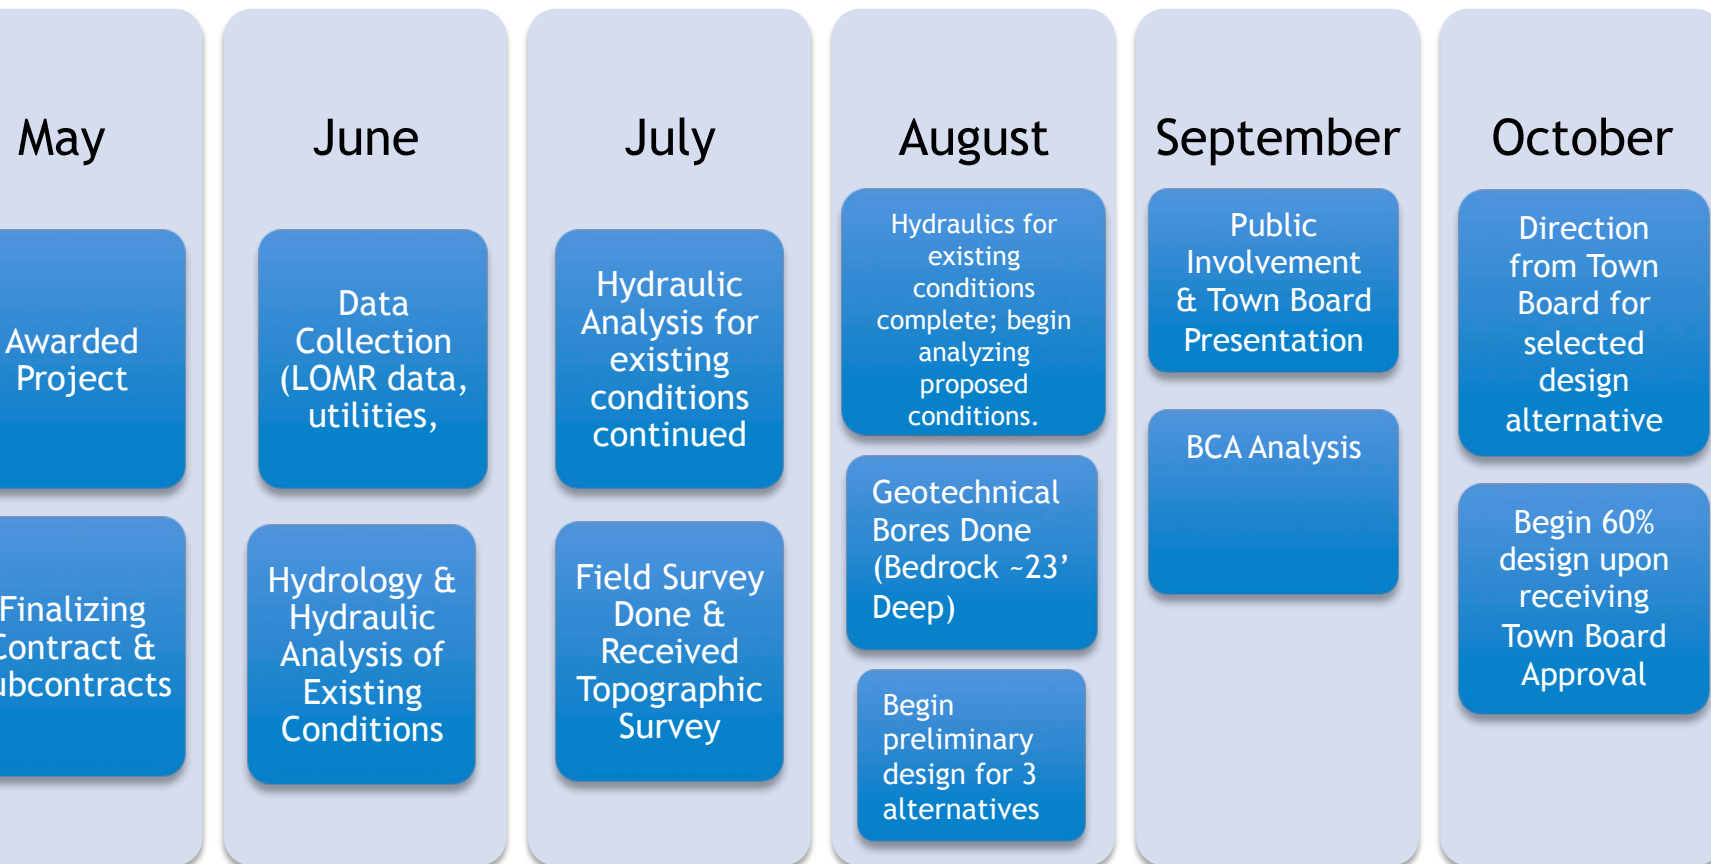 May
Awarded
Project
Finalizing
&
June
Data
Collection
(LOMR data,
utilities,
Hydrology &
Hydraulic
Analysis of
Existing
Conditions
July
Hydraulic
Analysis for
existing
conditions
continued
Field Survey
Done &
Received
Topographic
Survey
August
Hydraulics for
existing
conditions
complete; begin
analyzing
proposed
conditions.
Geotechnical
Bores Done
(Bedrock ~23’
Deep)
Begin
preliminary
design for 3
alternatives
September
Public
Involvement
& Town Board
Presentation
BCA Analysis
October
Direction
from Town
Board for
selected
design
alternative
Begin 60%
design upon
receiving
Town Board
Approval